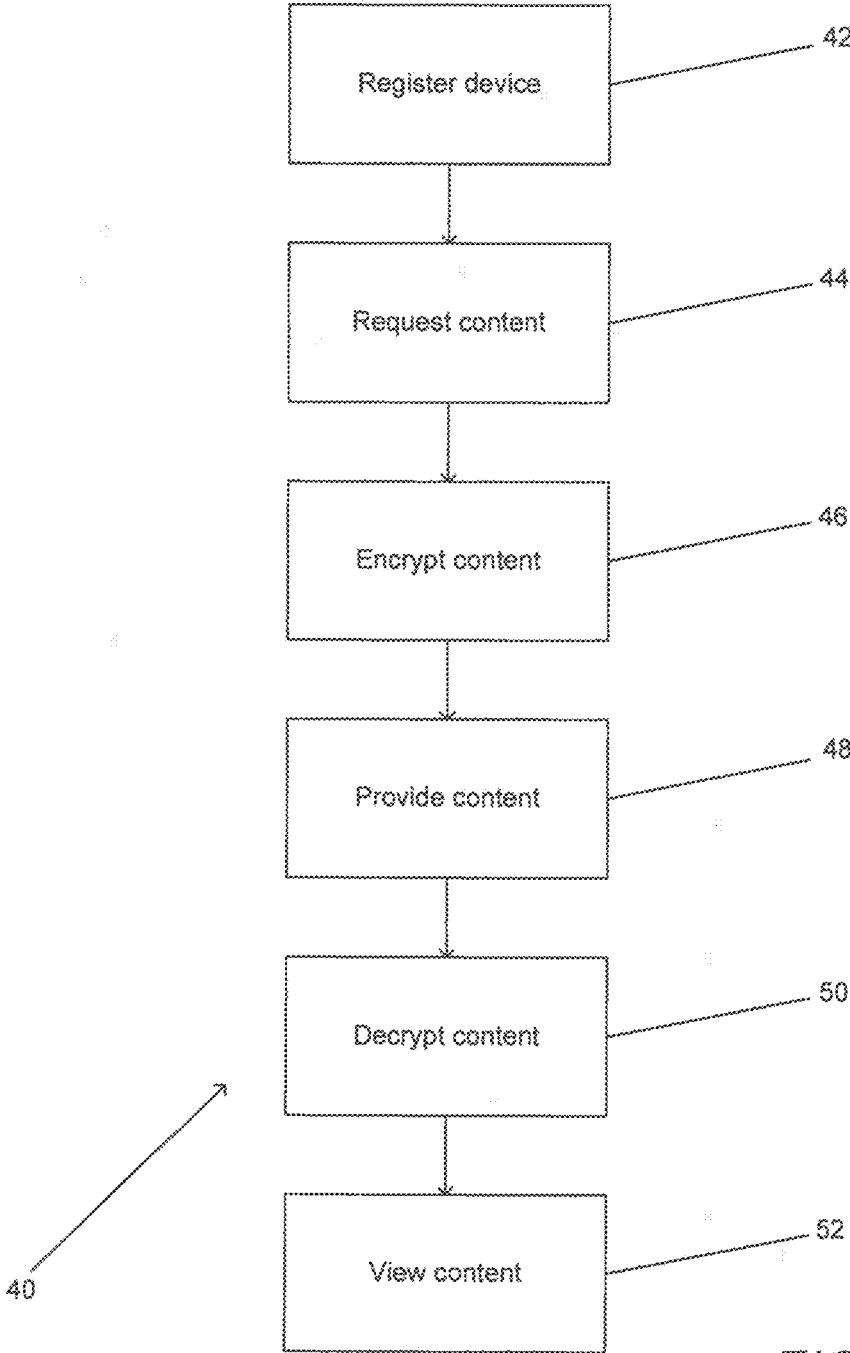 42
Register device
44
Request content
46
Encrypt content
48
Provide content
50
Decrypt content
52
View content
40